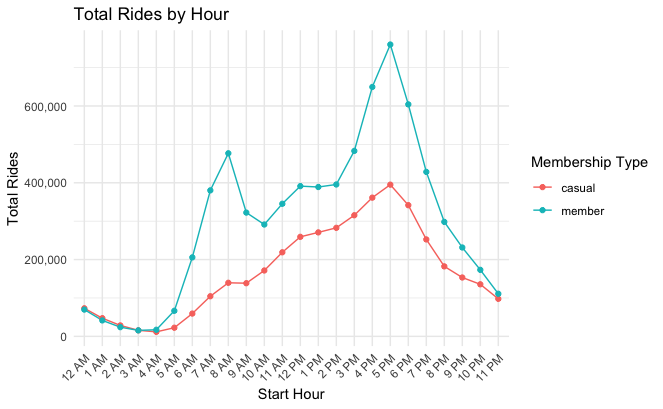 Total Rides by Hour
Total Rides
600,000
400,000
200,000
0
12 AM
1 AM
2 AM
3 AM
4 AM
5 AM
6 AM
7 AM
8 AM
9 AM
10 AM
11 AM
12 PM
1 PM
2 PM
3 PM
4 PM
5 PM
6 PM
7 PM
8 PM
9 PM
10 PM
11 PM
Start Hour
Membership Type
casual
member